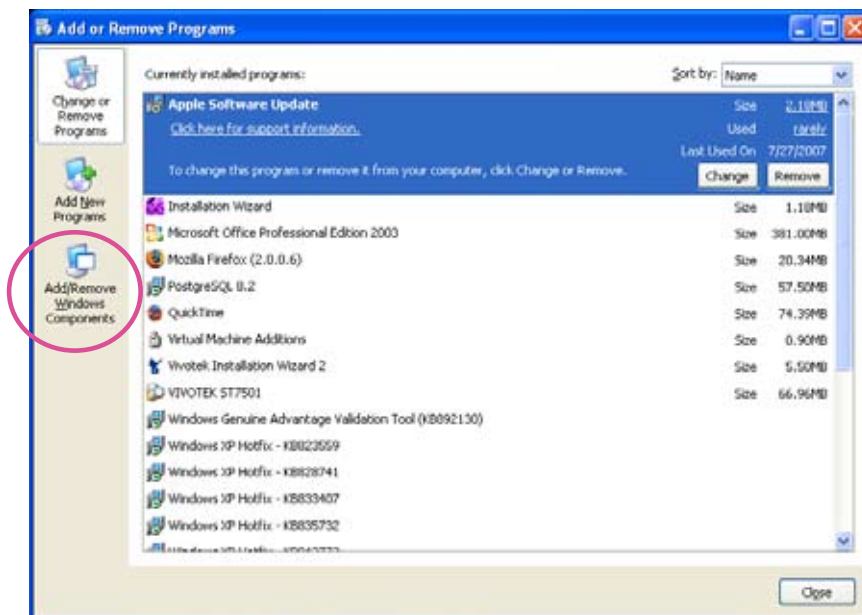 Add or Remove Programs
Change or
Remove
Programs
Add New
Programs
Add/Remove
Windows
Components
Currently installed programs:
Sort by: Name
Apple Software Update Size 2.18MB
Click here for support information. Used rarely
Last Used On 7/27/2007
To change this program or remove it from your computer, click Change or Remove. Change Remove
Installation Wizard Size 1.18MB
Microsoft Office Professional Edition 2003 Size 381.00MB
Mozilla Firefox (2.0.0.6) Size 20.34MB
PostgreSQL 8.2 Size 57.50MB
QuickTime Size 74.39MB
Virtual Machine Additions Size 0.90MB
Vivotek Installation Wizard 2 Size 5.50MB
VIVOTEK ST7501 Size 66.96MB
Windows Genuine Advantage Validation Tool (KB892130)
Windows XP Hotfix - KB823559
Windows XP Hotfix - KB828741
Windows XP Hotfix - KB833407
Windows XP Hotfix - KB835732
Windows XP Hotfix -
Close